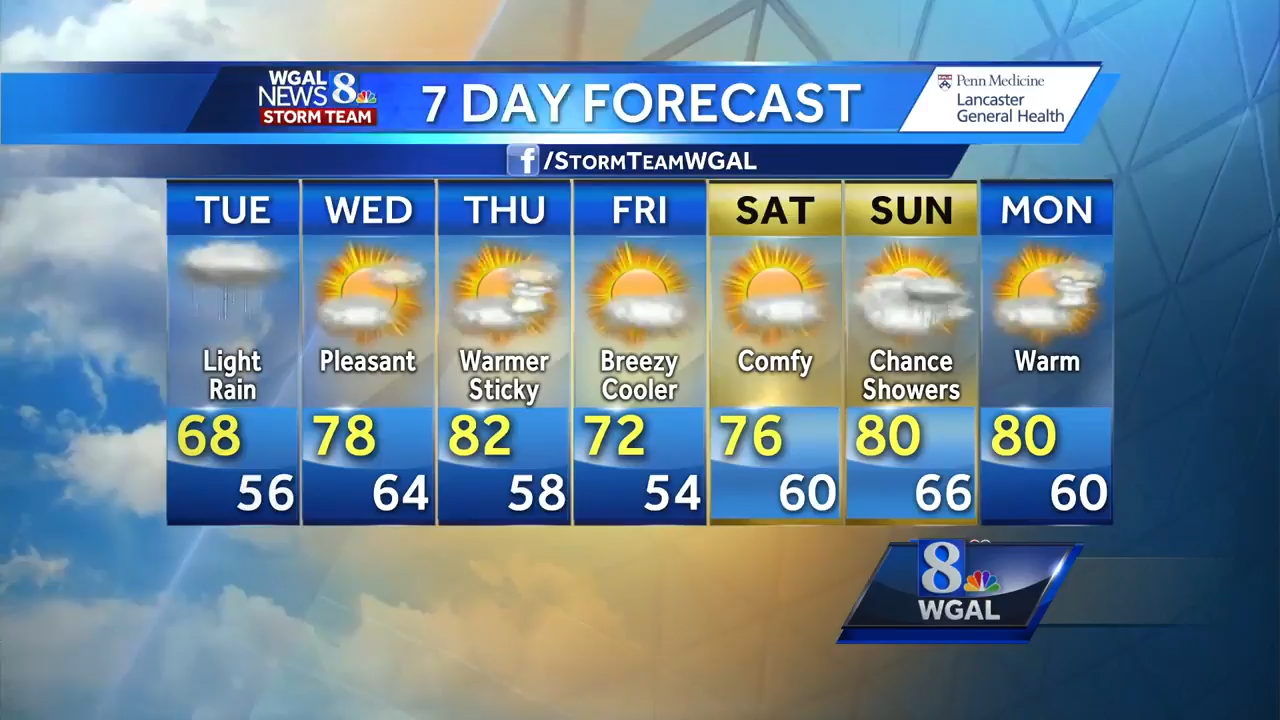 WGAL
NEWS 8
STORM TEAM
7 DAY FORECAST
Penn Medicine
Lancaster
General Health
f /STORMTEAMWGAL
TUE WED THU FRI SAT SUN MON
Light Rain
Pleasant
Warmer Sticky
Breezy Cooler
Comfy
Chance Showers
Warm
68 78 82 72 76 80 80
56 64 58 54 60 66 60
8
WGAL